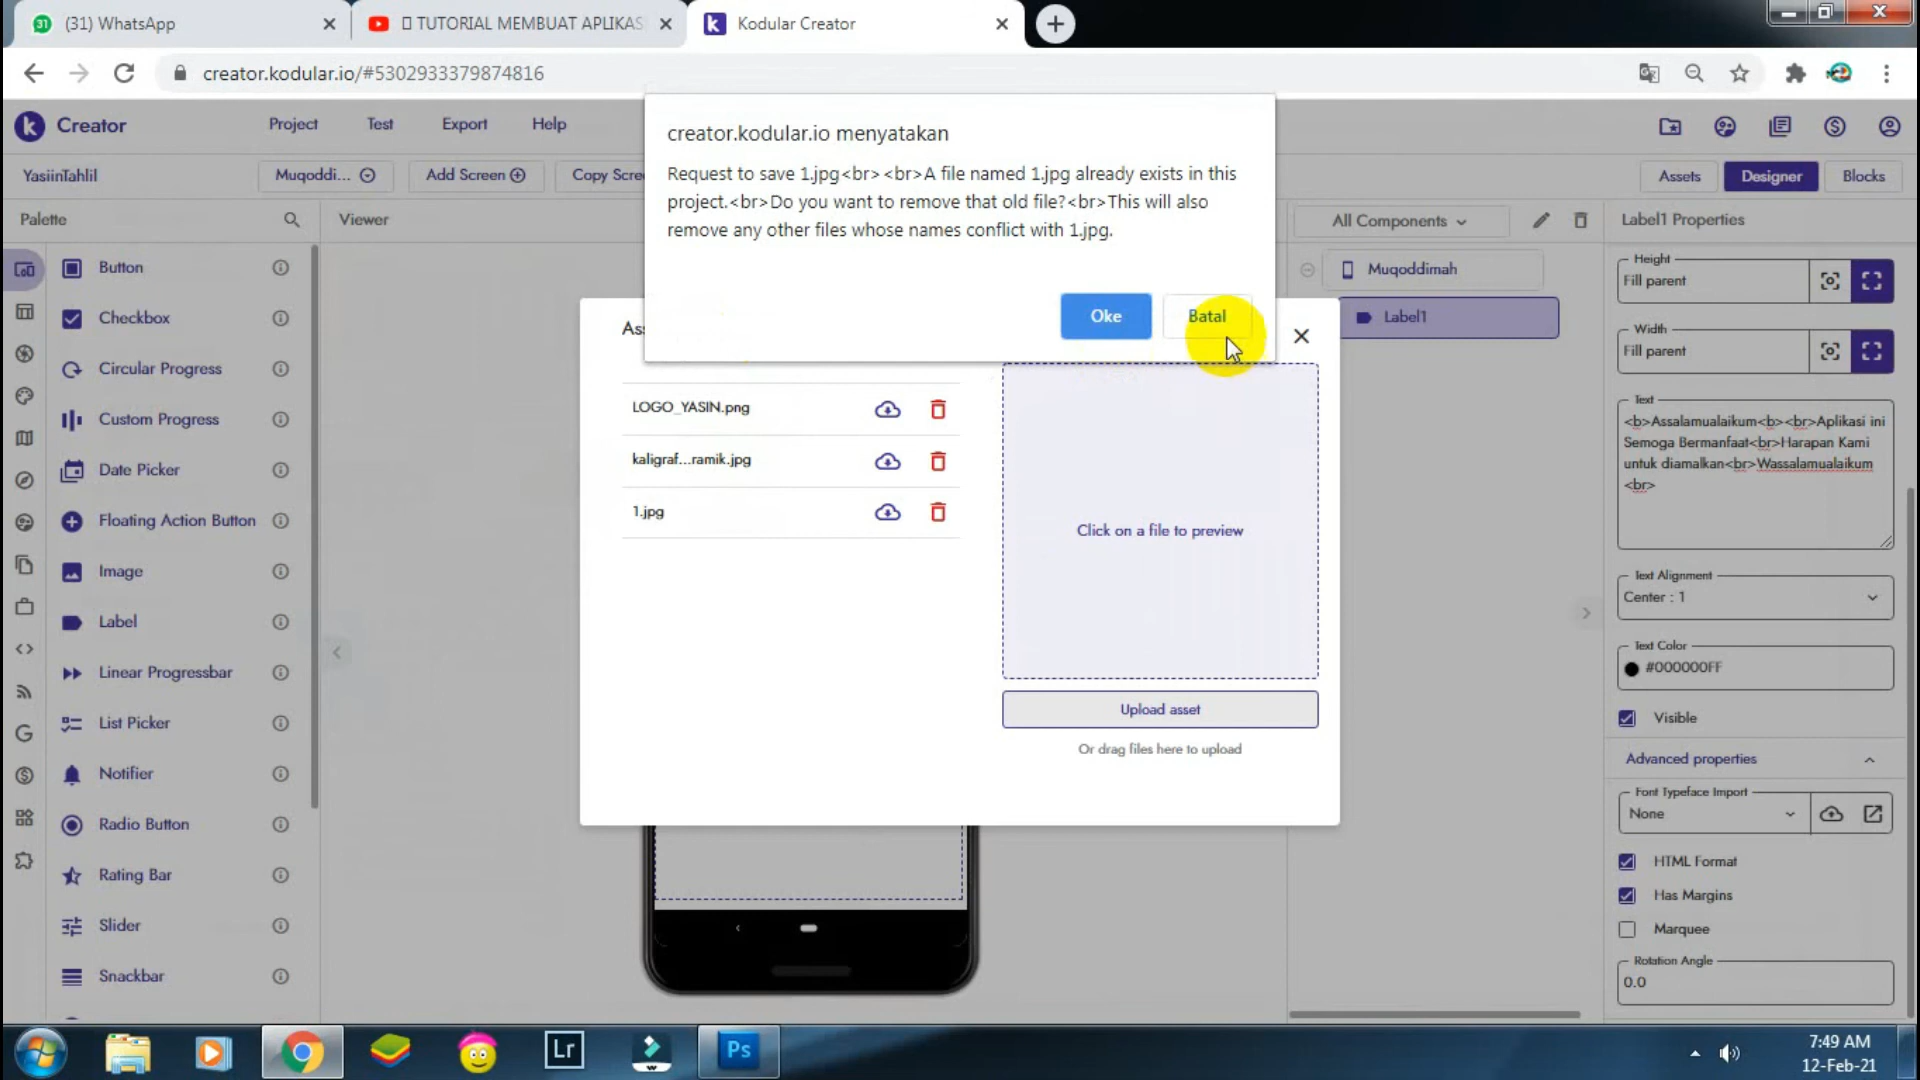 (31) WhatsApp
TUTORIAL MEMBUAT APLIKAS
Kodular Creator
creator.kodular.io/#5302933379874816
Creator
Project
Test
Export
Help
YasiinTahlil
Muqoddi...
Add Screen
Copy Scre
Assets
Designer
Blocks
Palette
Viewer
All Components
Label1 Properties
creator.kodular.io menyatakan
Request to save 1.jpg<br><br>A file named 1.jpg already exists in this
project.<br>Do you want to remove that old file?<br>This will also
remove any other files whose names conflict with 1.jpg.
Oke
Batal
Button
Checkbox
Circular Progress
Custom Progress
Date Picker
Floating Action Button
Image
Label
Linear Progressbar
List Picker
Notifier
Radio Button
Rating Bar
Slider
Snackbar
LOGO_YASIN.png
kaligraf...ramik.jpg
1.jpg
Click on a file to preview
Upload asset
Or drag files here to upload
Muqoddimah
Label1
Height
Fill parent
Width
Fill parent
Text
<b>Assalamualaikum<b><br>Aplikasi ini
Semoga Bermanfaat<br>Harapan Kami
untuk diamalkan<br>Wassalamualaikum
<br>
Text Alignment
Center : 1
Text Color
#000000FF
Visible
Advanced properties
Font Typeface Import
None
HTML Format
Has Margins
Marquee
Rotation Angle
0.0
Lr
Ps
7:49 AM
12-Feb-21